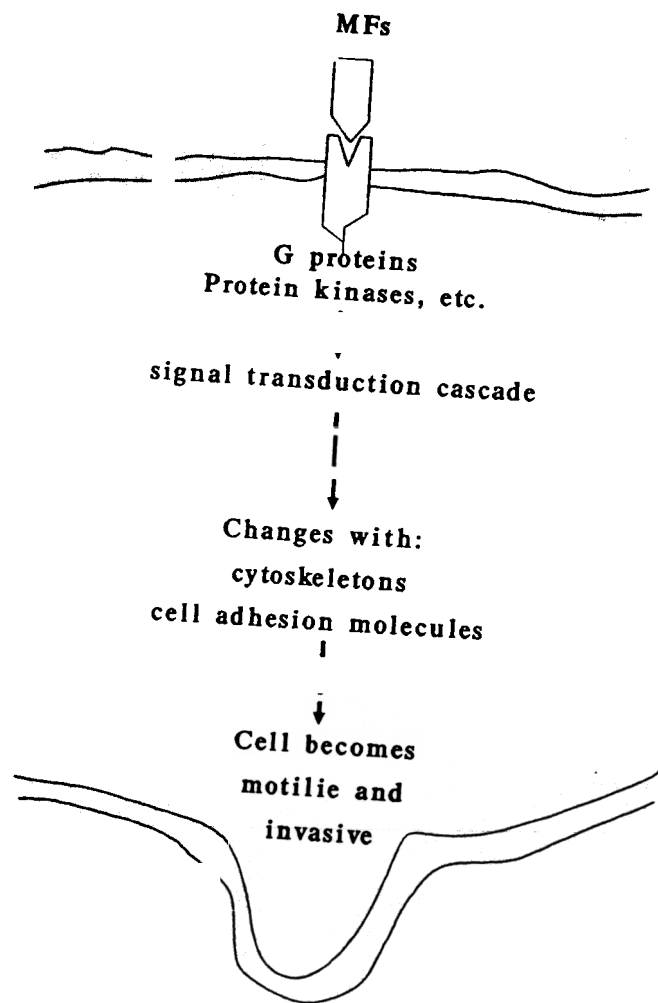 MFs
G proteins
Protein kinases, etc.
signal transduction cascade
Changes with:
cytoskeletons
cell adhesion molecules
Cell becomes
motilie and
invasive